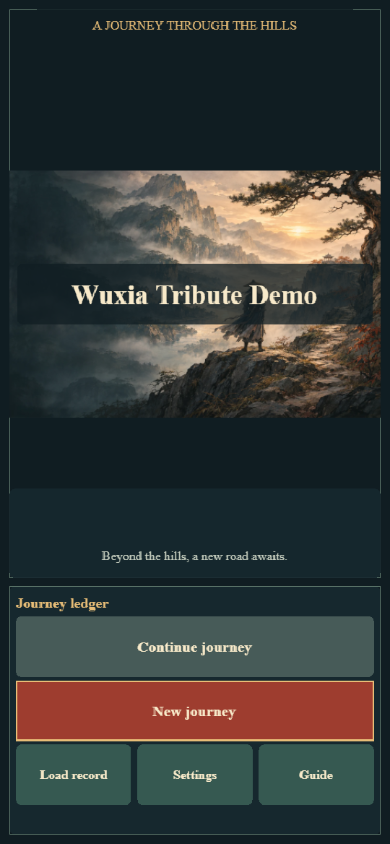 A JOURNEY THROUGH THE HILLS
Wuxia Tribute Demo
Beyond the hills, a new road awaits.
Journey ledger
Continue journey
New journey
Load record
Settings
Guide